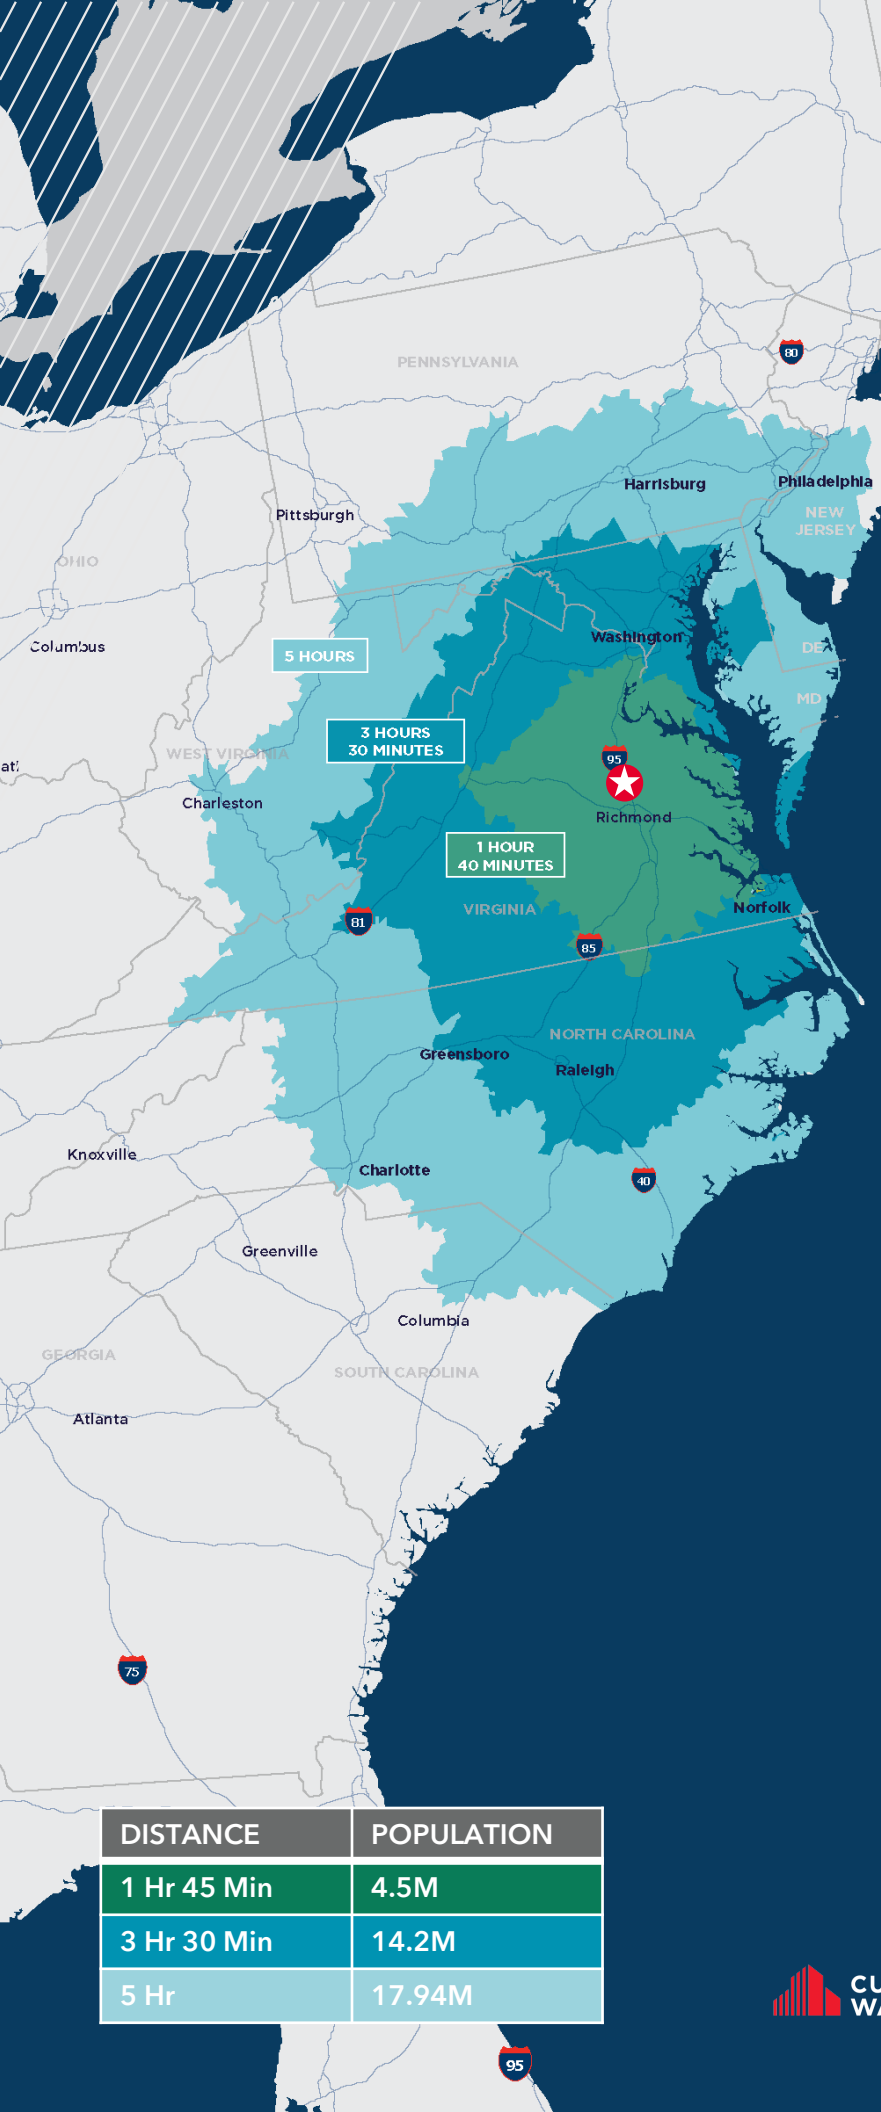 80
PENNSYLVANIA
Harrisburg
Philadelphia
NEW
JERSEY
Pittsburgh
OHIO
Columbus
Washington
5 HOURS
DE
MD
3 HOURS
30 MINUTES
WEST VIRGINIA
95
Charleston
Richmond
1 HOUR
40 MINUTES
VIRGINIA
Norfolk
81
85
NORTH CAROLINA
Greensboro
Raleigh
Knoxville
Charlotte
40
Greenville
Columbia
GEORGIA
SOUTH CAROLINA
Atlanta
75
DISTANCE POPULATION
1 Hr 45 Min 4.5M
3 Hr 30 Min 14.2M
5 Hr 17.94M
95